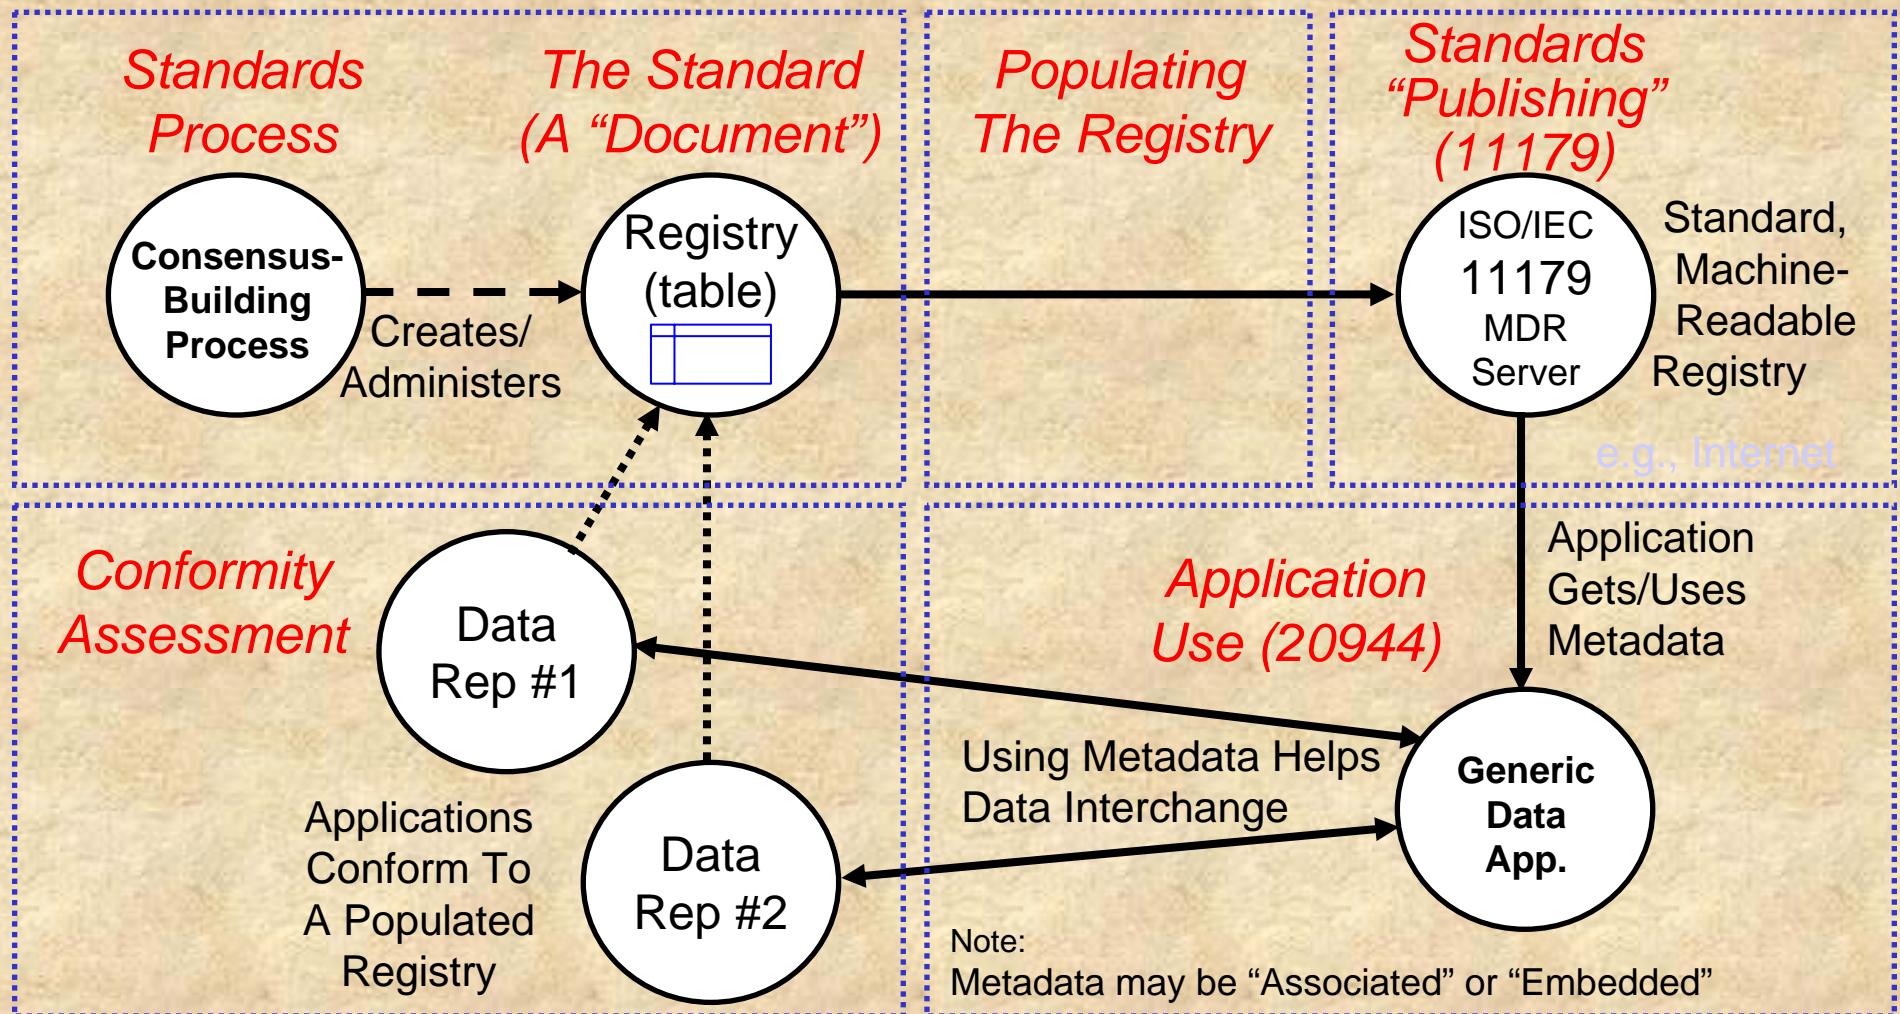 Standards
Process
The Standard
(A “Document”)
Populating
The Registry
Standards
“Publishing”
(11179)
Consensus-
Building
Process
Creates/
Administers
Registry
(table)
ISO/IEC
11179
MDR
Server
Standard,
Machine-
Readable
Registry
e.g., Internet
Conformity
Assessment
Data
Rep #1
Applications
Conform To
A Populated
Registry
Data
Rep #2
Application
Use (20944)
Application
Gets/Uses
Metadata
Using Metadata Helps
Data Interchange
Generic
Data
App.
Note:
Metadata may be “Associated” or “Embedded”